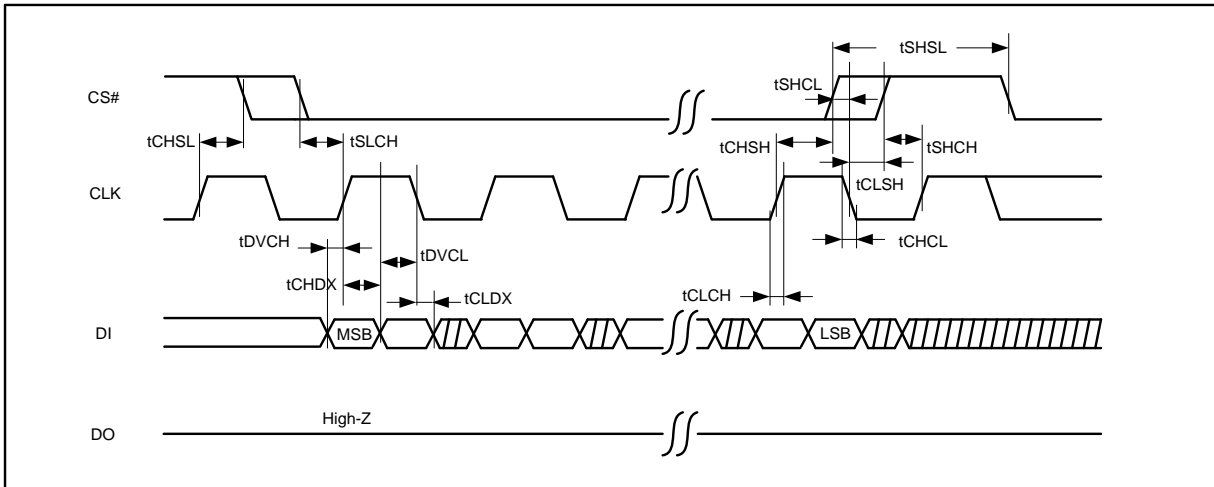 tSHSL
CS#
tSHCL
tCHSL
tSLCH
tCHSH
tSHCH
tCLSH
CLK
tDVCH
tDVCL
tCHCL
tCHDX
tCLDX
tCLCH
DI
MSB
LSB
High-Z
DO